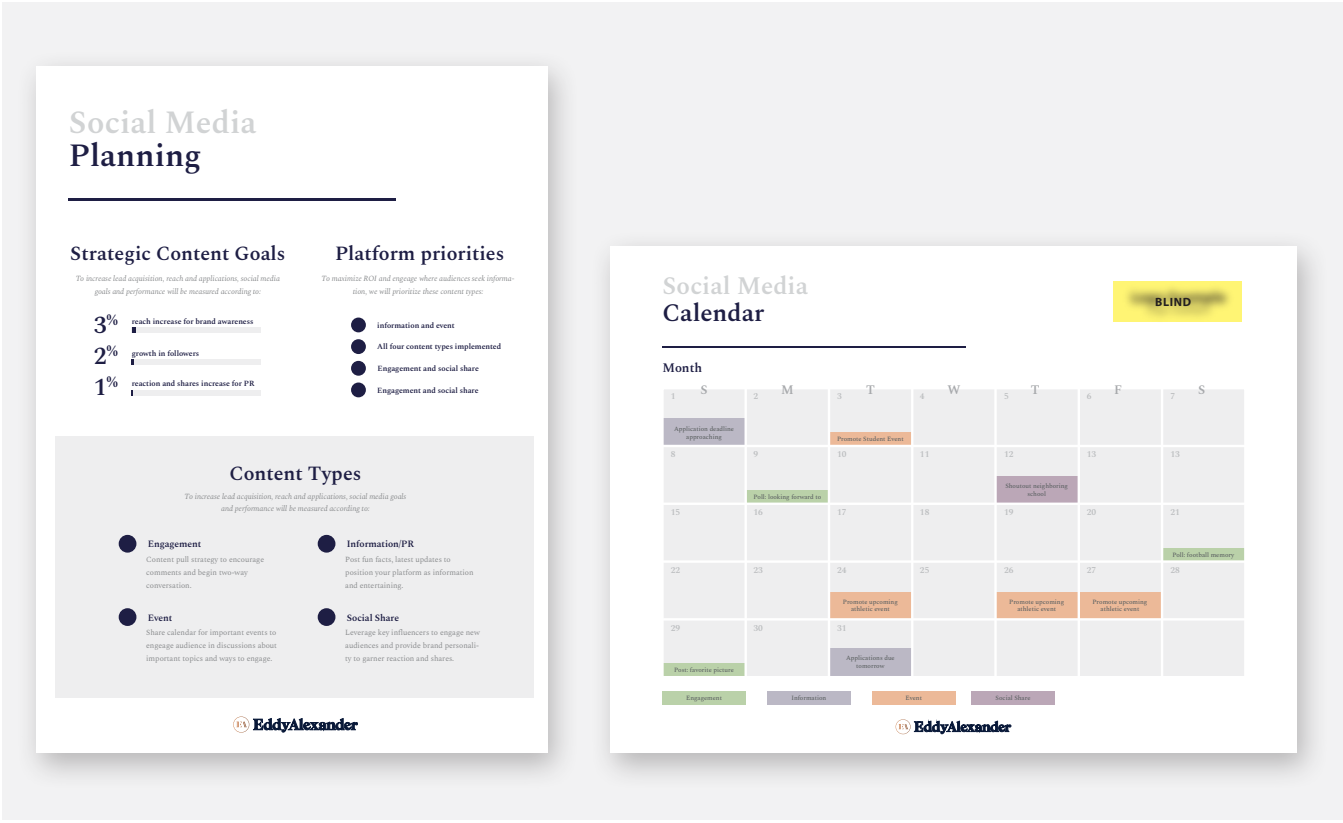 Social Media
Planning
Strategic Content Goals
To increase lead acquisition, reach and applications, social media
goals and performance will be measured according to:
3%
reach increase for brand awareness
2%
growth in followers
1%
reaction and shares increase for PR
Platform priorities
To maximize ROI and engeage where audiences seek informa-
tion, we will prioritize these content types:
information and event
All four content types implemented
Engagement and social share
Engagement and social share
Content Types
To increase lead acquisition, reach and applications, social media goals
and performance will be measured according to:
Engagement
Content pull strategy to encourage
comments and begin two-way
conversation.
Information/PR
Post fun facts, latest updates to
position your platform as information
and entertaining.
Event
Share calendar for important events to
engeage audience in discussions about
important topics and ways to engage.
Social Share
Leverage key influencers to engage new
audiences and provide brand personali-
ty to garner reaction and shares.
EA EddyAlexander
Social Media
Calendar
BLIND
Month
S M T W T F S
1 2 3 4 5 6 7
Application deadline
approaching
Promote Student Event
8 9 10 11 12 13 13
Poll: looking forward to
Shoutout neighboring
school
15 16 17 18 19 20 21
Poll: football memory
22 23 24 25 26 27 28
Promote upcoming
athletic event
Promote upcoming
athletic event
Promote upcoming
athletic event
29 30 31
Post: favorite picture
Applications due
tomorrow
Engagement Information Event Social Share
EA EddyAlexander